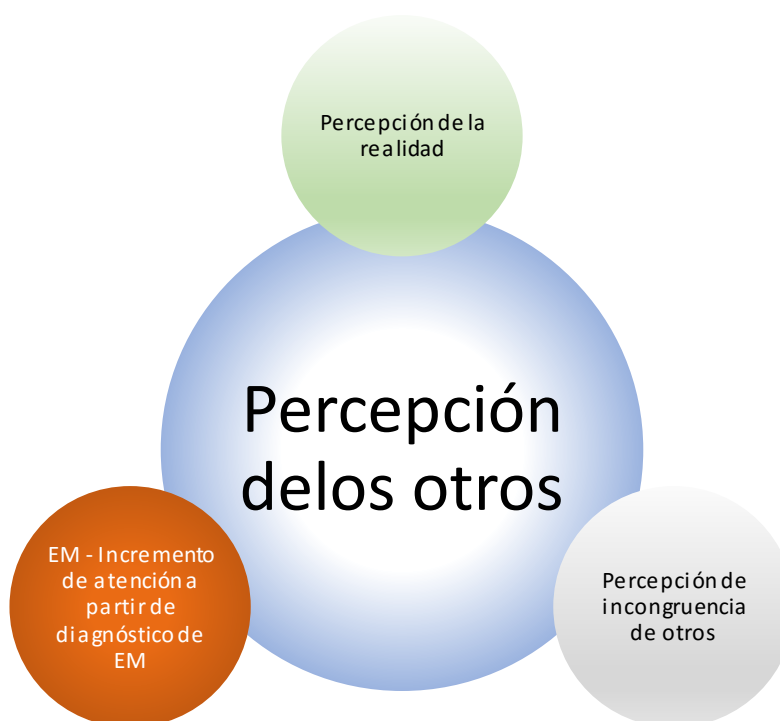 Percepción de la
realidad
Percepción
delos otros
EM - Incremento
de atención a
partir de
diagnóstico de
EM
Percepción de
incongruencia
de otros